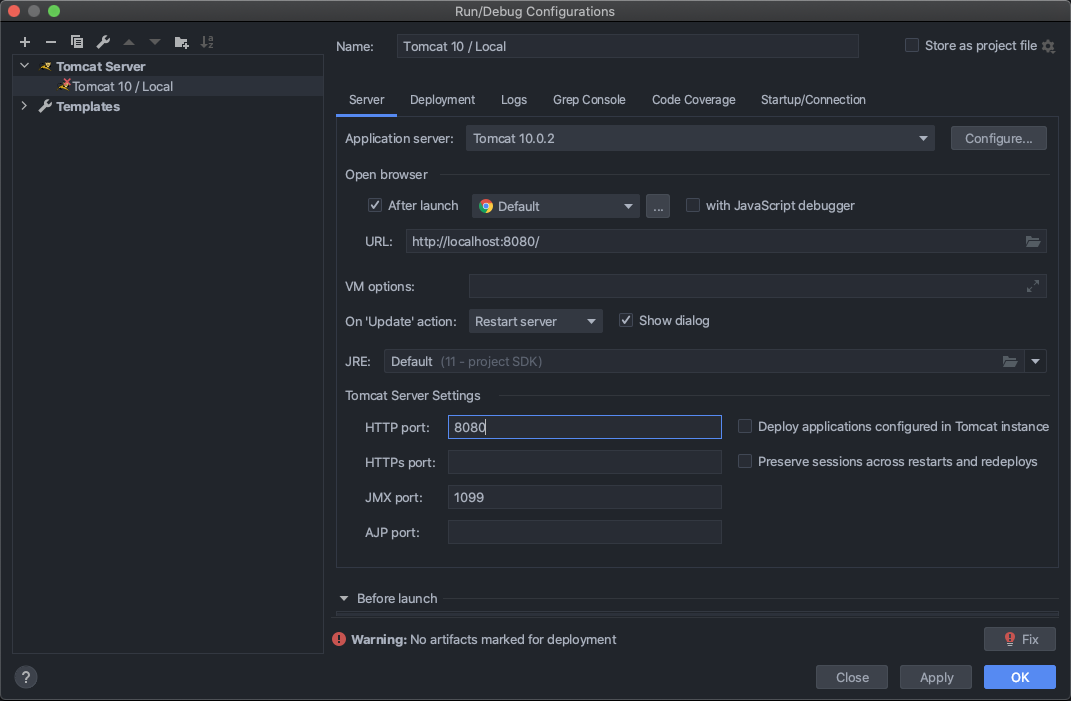 Run/Debug Configurations
Name: Tomcat 10 / Local
Store as project file
Tomcat Server
Tomcat 10 / Local
Templates
Server Deployment Logs Grep Console Code Coverage Startup/Connection
Application server: Tomcat 10.0.2 Configure...
Open browser
After launch Default ... with JavaScript debugger
URL: http://localhost:8080/
VM options:
On 'Update' action: Restart server Show dialog
JRE: Default (11 - project SDK)
Tomcat Server Settings
HTTP port: 8080 Deploy applications configured in Tomcat instance
HTTPs port: Preserve sessions across restarts and redeploys
JMX port: 1099
AJP port:
Before launch
Warning: No artifacts marked for deployment Fix
? Close Apply OK